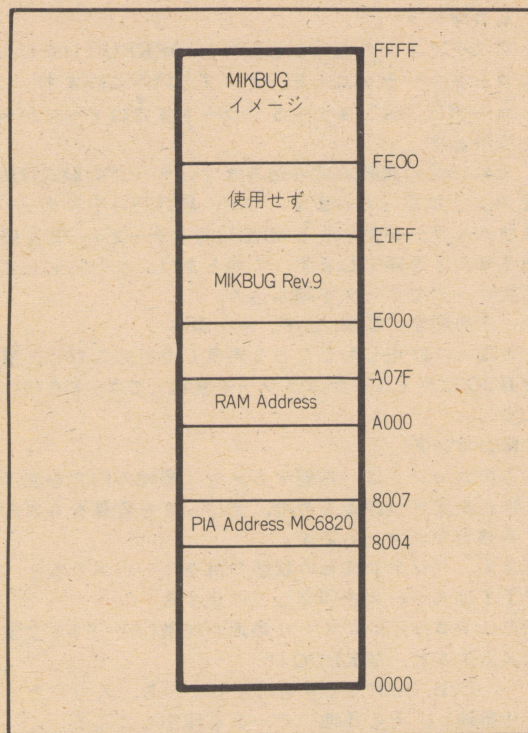 FFFF
MIKBUG
イメージ
FE00
使用せず
E1FF
MIKBUG Rev.9
E000
A07F
RAM Address
A000
8007
PIA Address MC6820
8004
0000